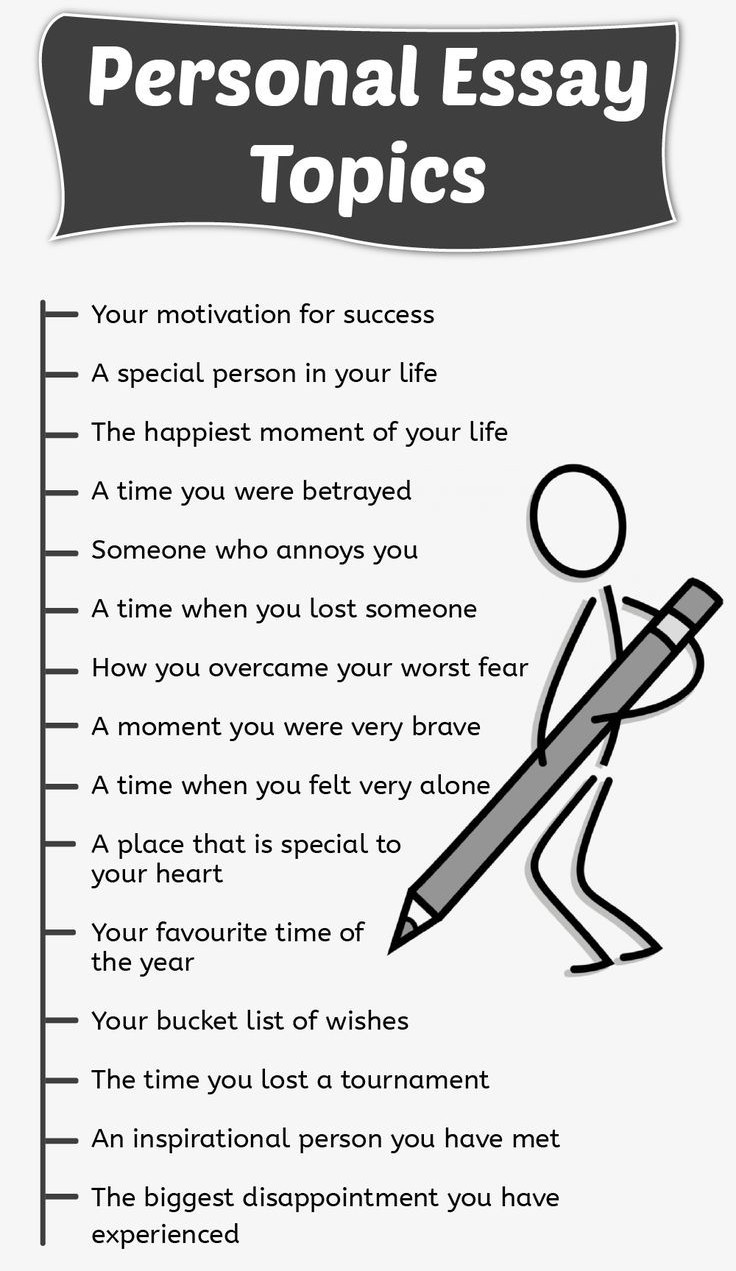 Personal Essay
Topics
Your motivation for success
A special person in your life
The happiest moment of your life
A time you were betrayed
Someone who annoys you
A time when you lost someone
How you overcame your worst fear
A moment you were very brave
A time when you felt very alone
A place that is special to
your heart
Your favourite time of
the year
Your bucket list of wishes
The time you lost a tournament
An inspirational person you have met
The biggest disappointment you have
experienced